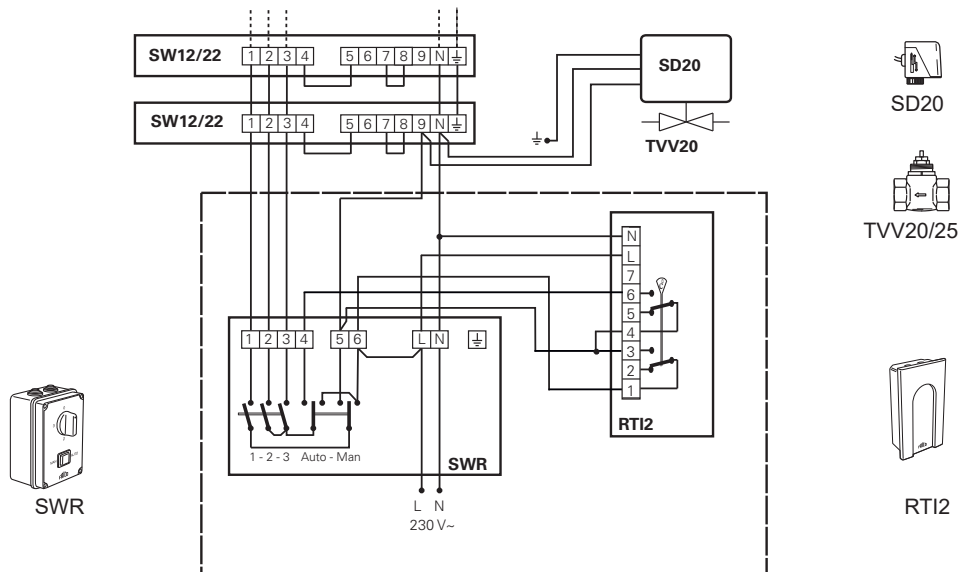 SW12/22 1 2 3 4 5 6 7 8 9 N
SD20
SD20
SW12/22 1 2 3 4 5 6 7 8 9 N
TVV20
TVV20/25
N
L
7
6
5
4
3
2
1
RTI2
1 2 3 4 5 6 L N
1 - 2 - 3 Auto - Man
SWR
L N
230 V~
SWR
RTI2